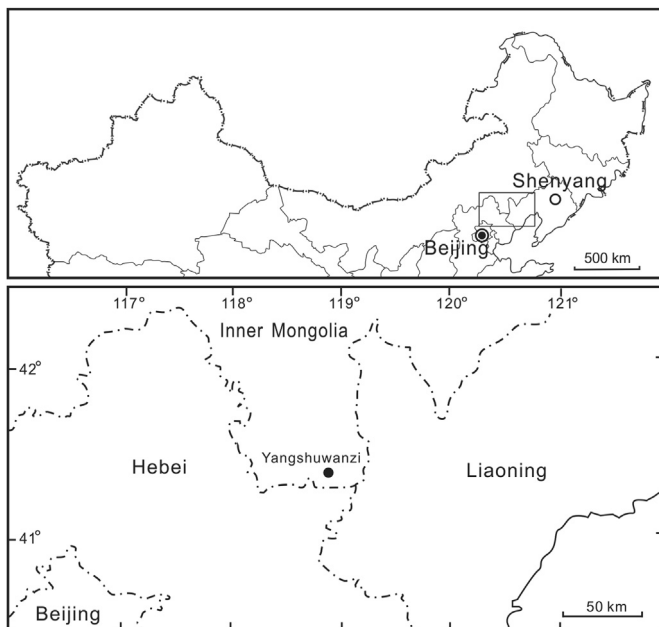 Shenyang
Beijing
500 km
117° 118° 119° 120° 121°
Inner Mongolia
42°
Yangshuwanzi
Hebei
Liaoning
41°
Beijing
50 km